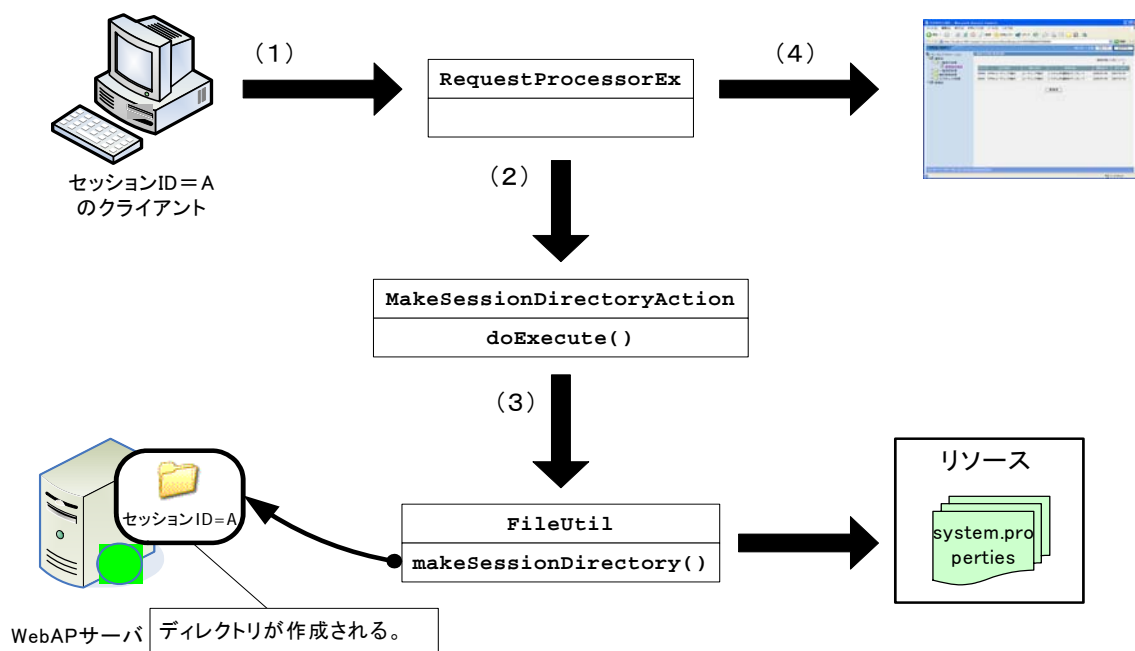 （1）
（4）
RequestProcessorEx
セッションID＝A
のクライアント
（2）
MakeSessionDirectoryAction
doExecute()
（3）
リソース
system.pro
perties
セッションID=A
FileUtil
makeSessionDirectory()
WebAPサーバ
ディレクトリが作成される。